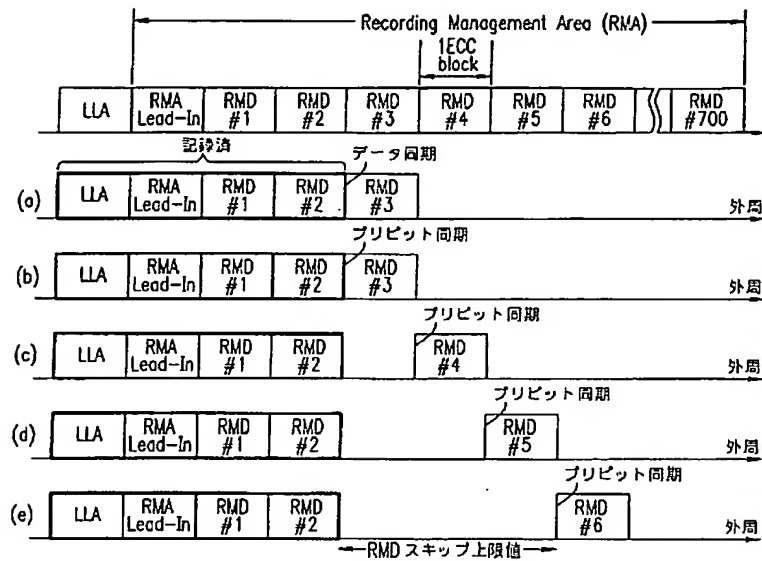 Recording Management Area (RMA)
1ECC
block
LLA
RMA
Lead-In
RMD
#1
RMD
#2
RMD
#3
RMD
#4
RMD
#5
RMD
#6
RMD
#700
記録済
データ同期
(a)
LLA
RMA
Lead-In
RMD
#1
RMD
#2
RMD
#3
外周
プリピット同期
(b)
LLA
RMA
Lead-In
RMD
#1
RMD
#2
RMD
#3
外周
プリピット同期
(c)
LLA
RMA
Lead-In
RMD
#1
RMD
#2
RMD
#4
外周
プリピット同期
(d)
LLA
RMA
Lead-In
RMD
#1
RMD
#2
RMD
#5
外周
プリピット同期
(e)
LLA
RMA
Lead-In
RMD
#1
RMD
#2
RMD
#6
外周
RMDスキップ上限値